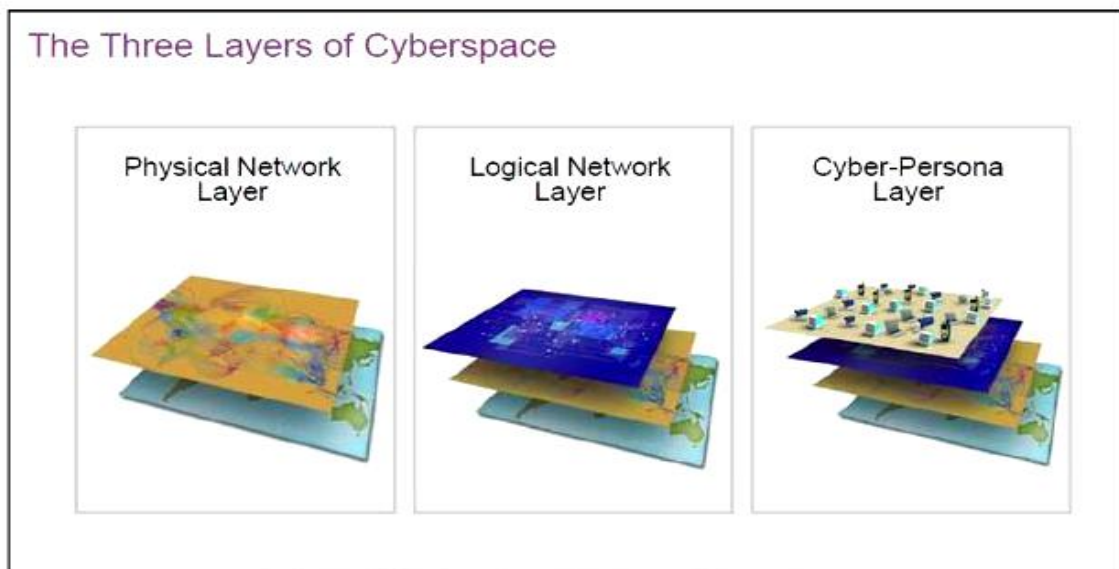 The Three Layers of Cyberspace
Physical Network
Layer
Logical Network
Layer
Cyber-Persona
Layer